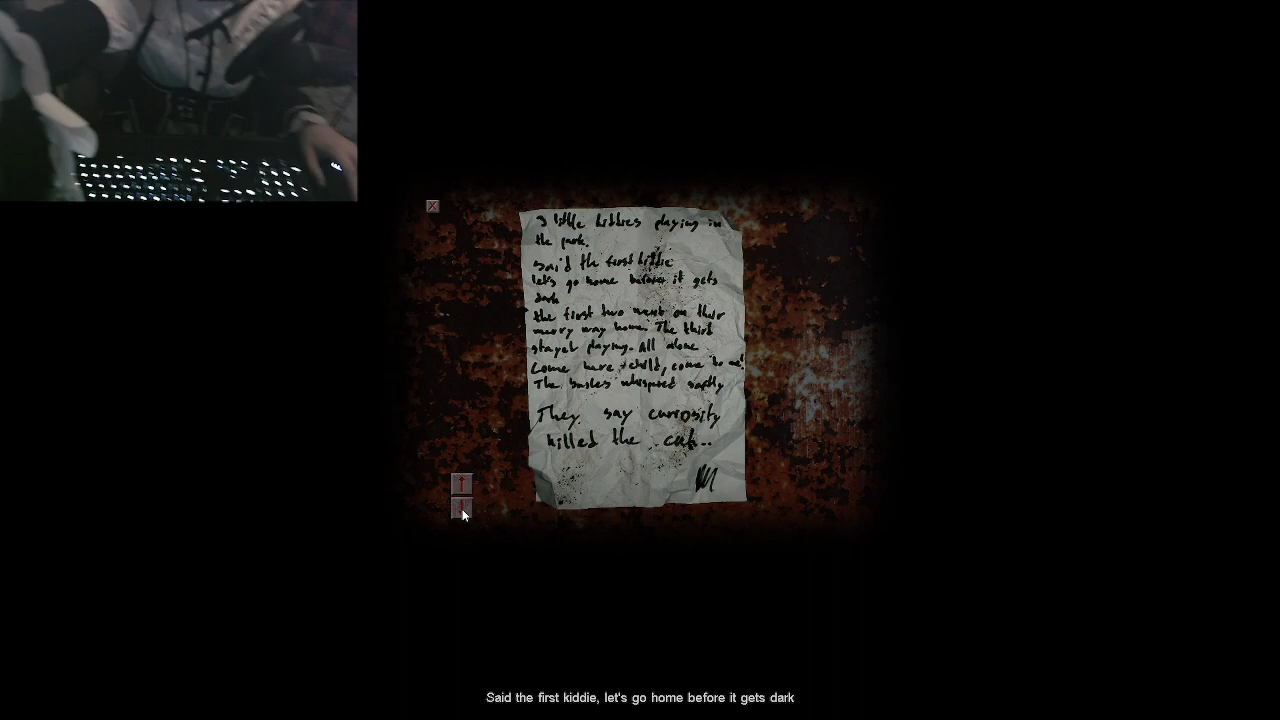 3 little kiddies playing in
the park.
said the first kiddie
let's go home before it gets
dark
the first two went on their
merry way home. The third
stayed playing. All alone
Come here child, come to me!
The bushes whispered softly
They say curiosity
killed the cat..
X
Said the first kiddie, let's go home before it gets dark